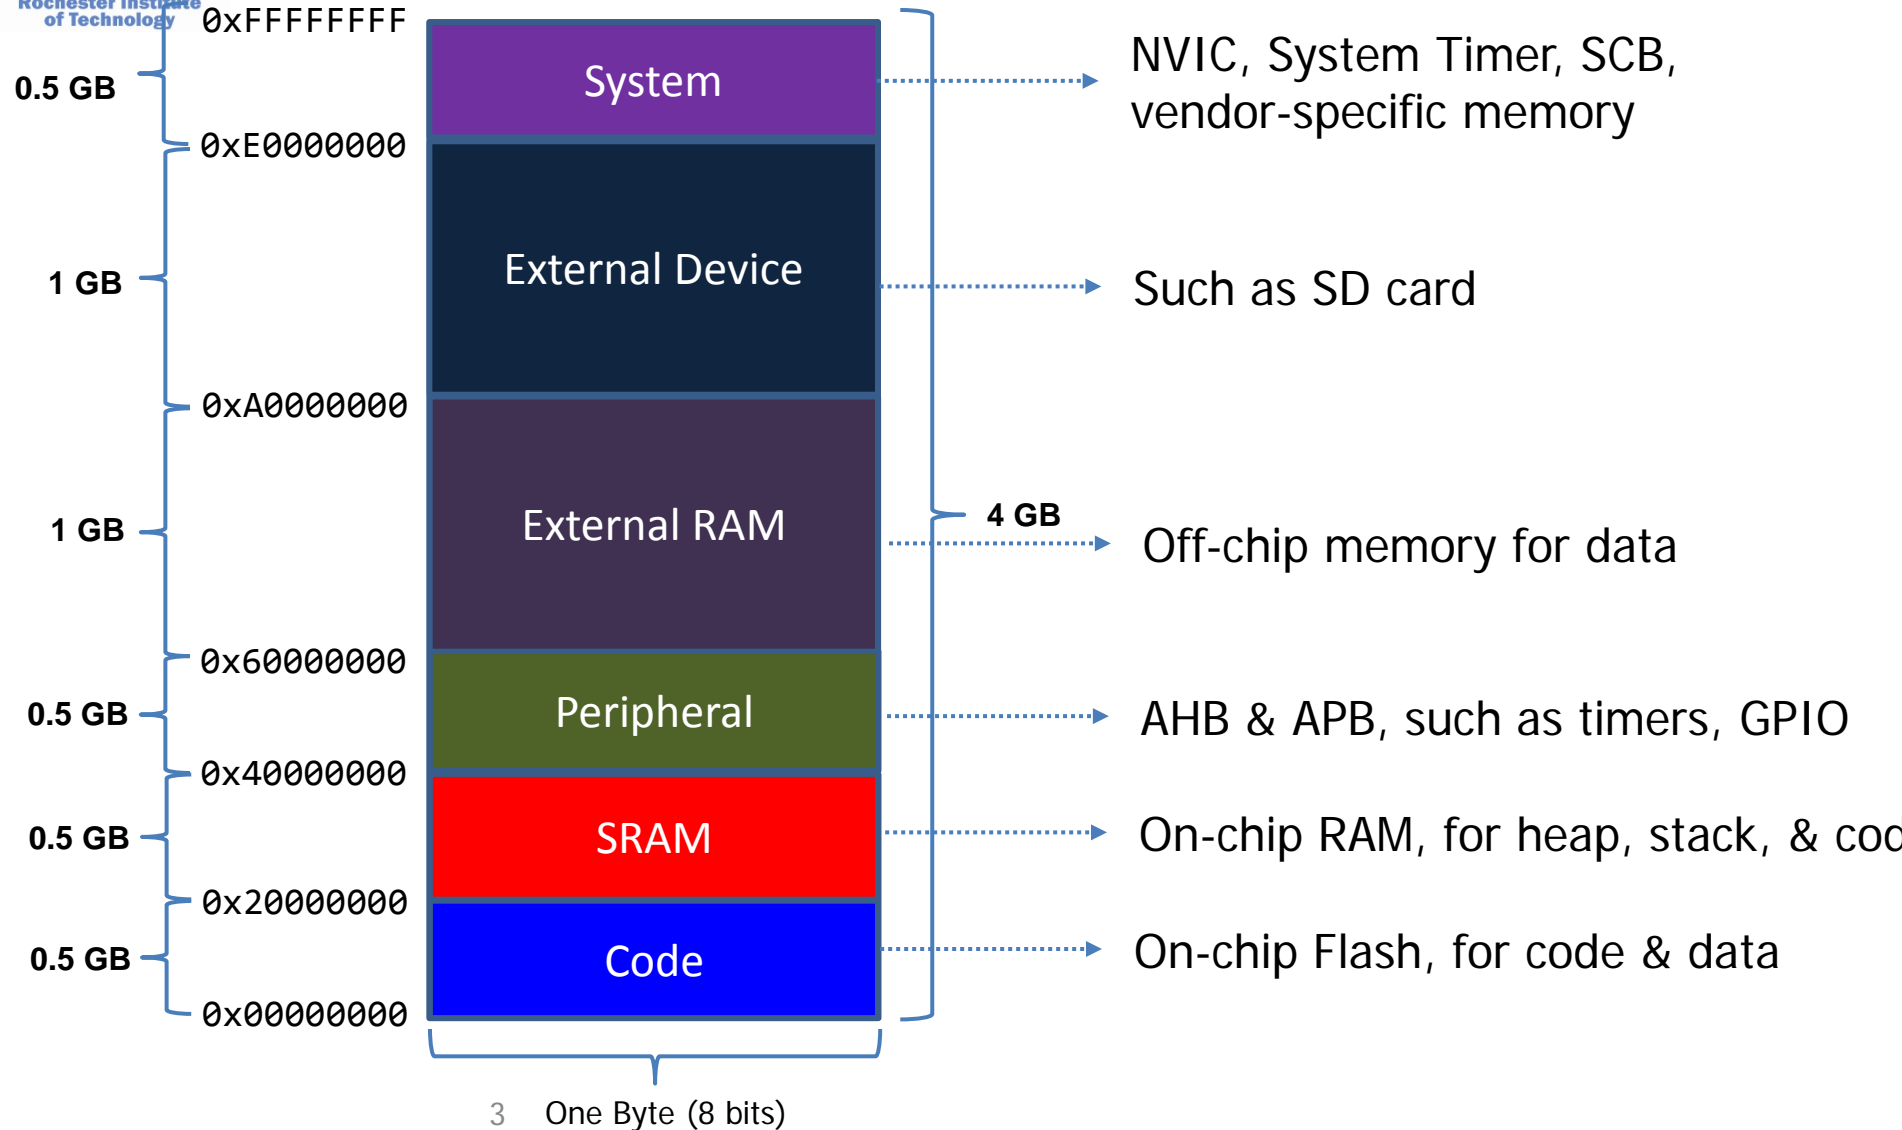 Rochester Institute
of Technology
0xFFFFFFFF
System
NVIC, System Timer, SCB,
vendor-specific memory
0.5 GB
0xE0000000
External Device
Such as SD card
1 GB
0xA0000000
External RAM
4 GB
Off-chip memory for data
1 GB
0x60000000
Peripheral
AHB & APB, such as timers, GPIO
0.5 GB
0x40000000
SRAM
On-chip RAM, for heap, stack, & cod
0.5 GB
0x20000000
Code
On-chip Flash, for code & data
0.5 GB
0x00000000
3 One Byte (8 bits)